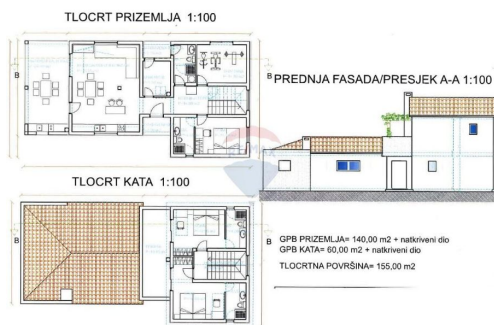 TLOCRT PRIZEMLJA 1:100
B
B
PREDNJA FASADA/PRESJEK A-A 1:100
TLOCRT KATA 1:100
B
B
GPB PRIZEMLJA= 140,00 m2 + natkriveni dio
GPB KATA= 60,00 m2 + natkriveni dio
TLOCRTNA POVRŠINA= 155,00 m2